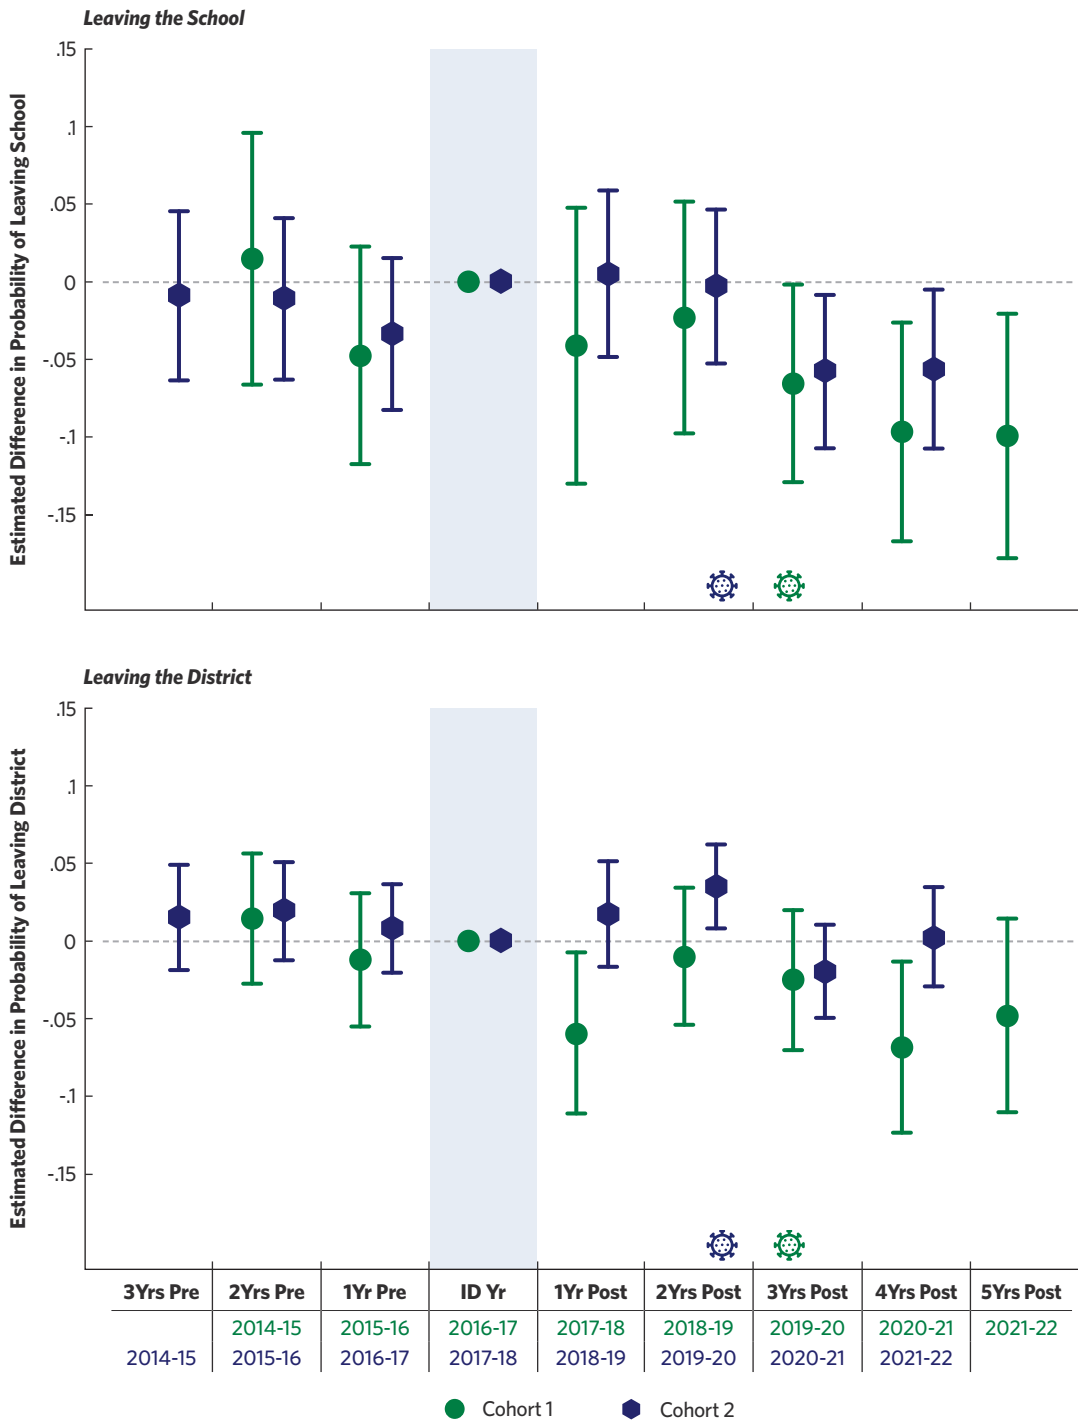 Leaving the School
Estimated Difference in Probability of Leaving School
.15
.1
.05
0
-.05
-.1
-.15
Leaving the District
Estimated Difference in Probability of Leaving District
.15
.1
.05
0
-.05
-.1
-.15
3Yrs Pre 2Yrs Pre 1Yr Pre ID Yr 1Yr Post 2Yrs Post 3Yrs Post 4Yrs Post 5Yrs Post
2014-15 2015-16 2016-17 2017-18 2018-19 2019-20 2020-21 2021-22
2014-15 2015-16 2016-17 2017-18 2018-19 2019-20 2020-21 2021-22
Cohort 1 Cohort 2